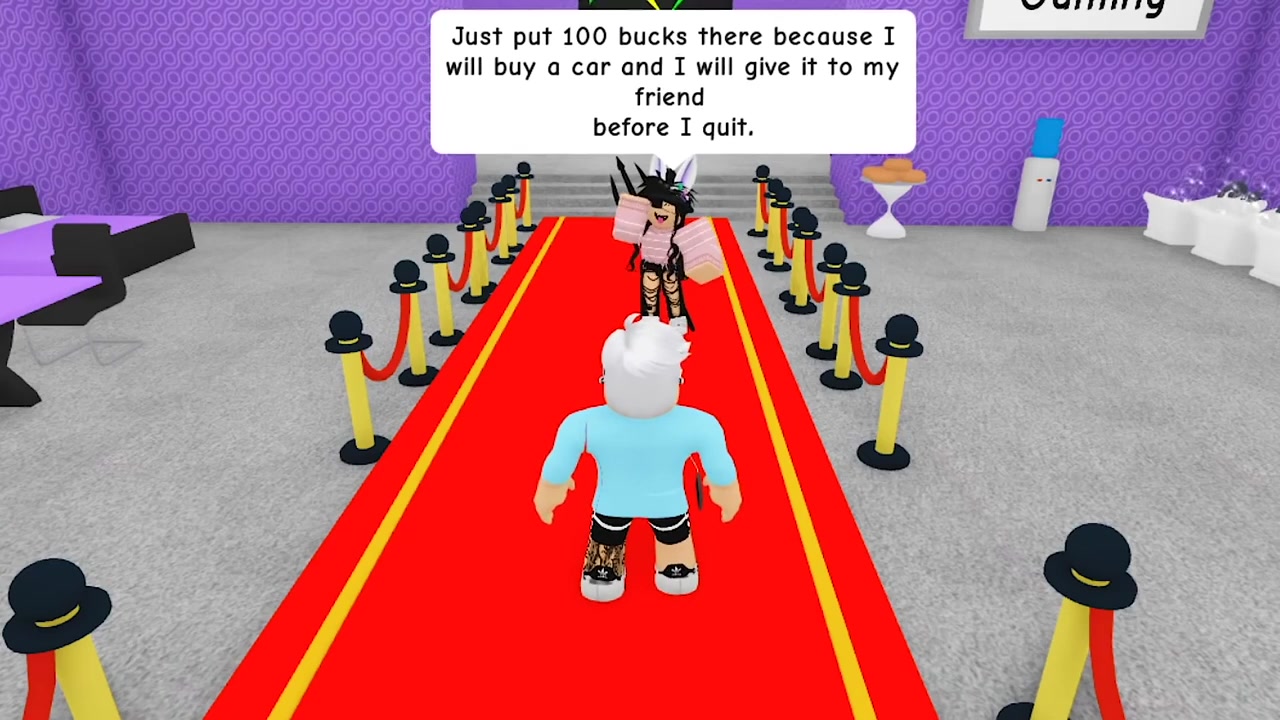 Just put 100 bucks there because I
will buy a car and I will give it to my
friend
before I quit.